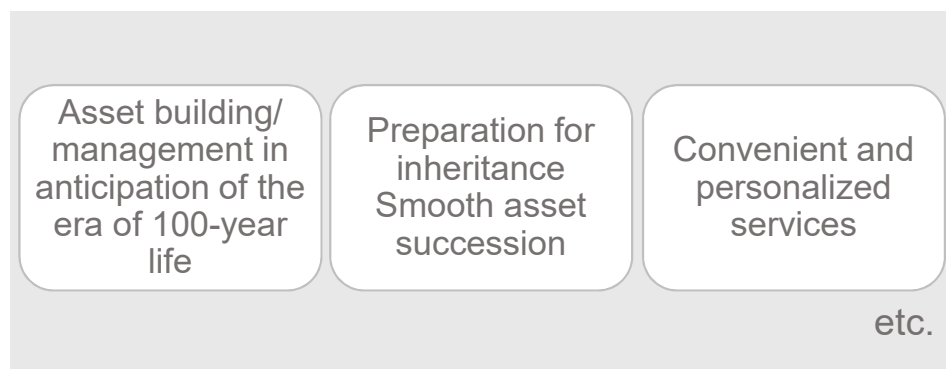 Asset building/
management in
anticipation of the
era of 100-year
life
Preparation for
inheritance
Smooth asset
succession
Convenient and
personalized
services
etc.